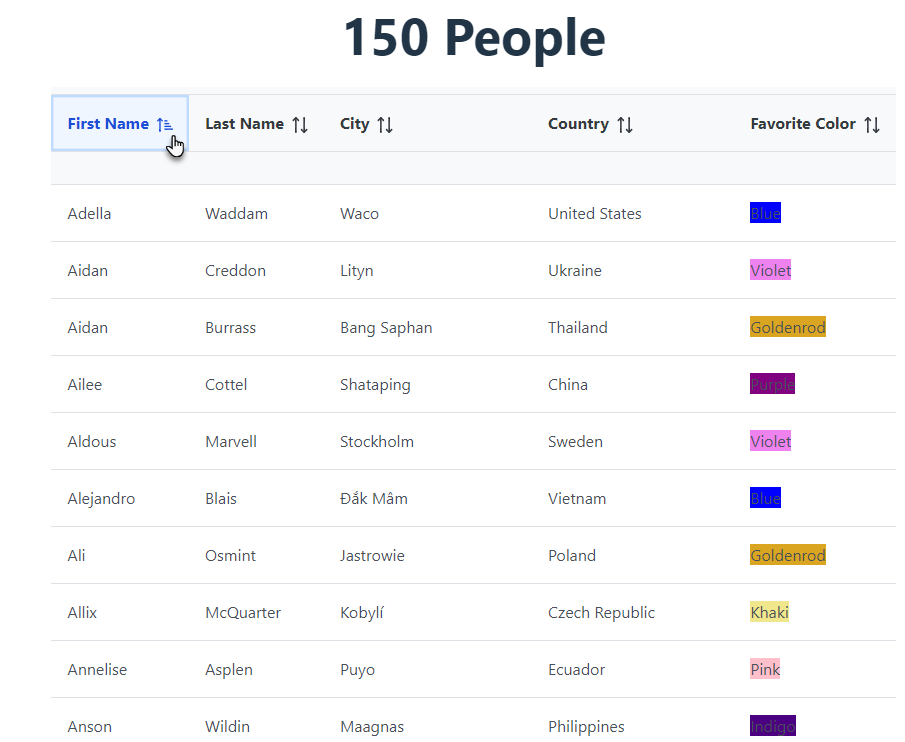 150 People
First Name Last Name City Country Favorite Color
Adella Waddam Waco United States Blue
Aidan Creddon Lityn Ukraine Violet
Aidan Burrass Bang Saphan Thailand Goldenrod
Ailee Cottel Shataping China Purple
Aldous Marvell Stockholm Sweden Violet
Alejandro Blais Đắk Mâm Vietnam Blue
Ali Osmint Jastrowie Poland Goldenrod
Allix McQuarter Kobylí Czech Republic Khaki
Annelise Asplen Puyo Ecuador Pink
Anson Wildin Maagnas Philippines Indigo